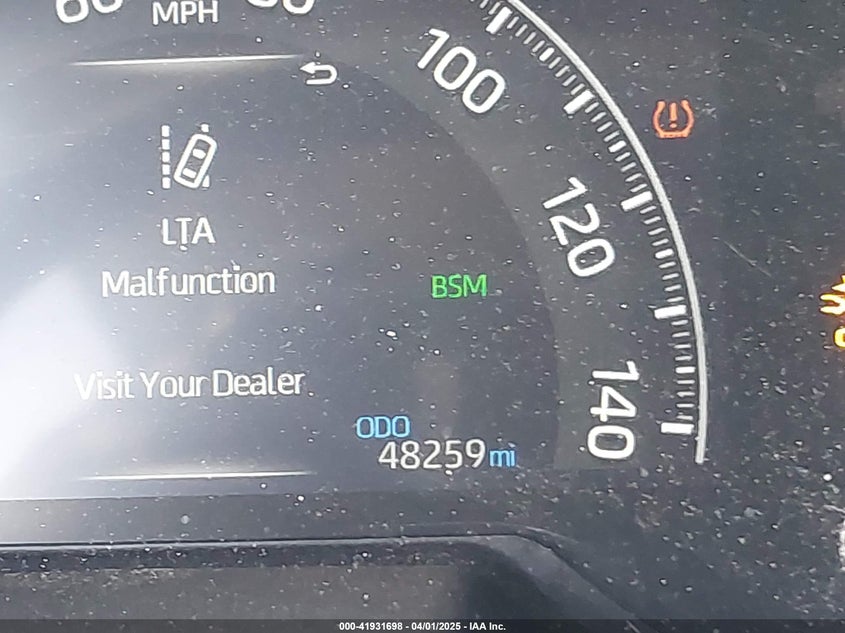 MPH
100
120
140
LTA
Malfunction
BSM
Visit Your Dealer
ODO
48259 mi
000-41931698 - 04/01/2025 - IAA Inc.